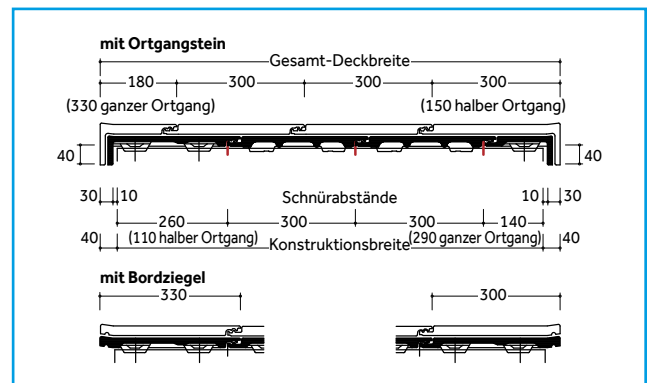 mit Ortgangstein
Gesamt-Deckbreite
180 300 300 300
(330 ganzer Ortgang) (150 halber Ortgang)
40 40
30 10 Schnürabstände 10 30
260 300 300 140
40 (110 halber Ortgang) Konstruktionsbreite (290 ganzer Ortgang) 40
mit Bordziegel
330 300